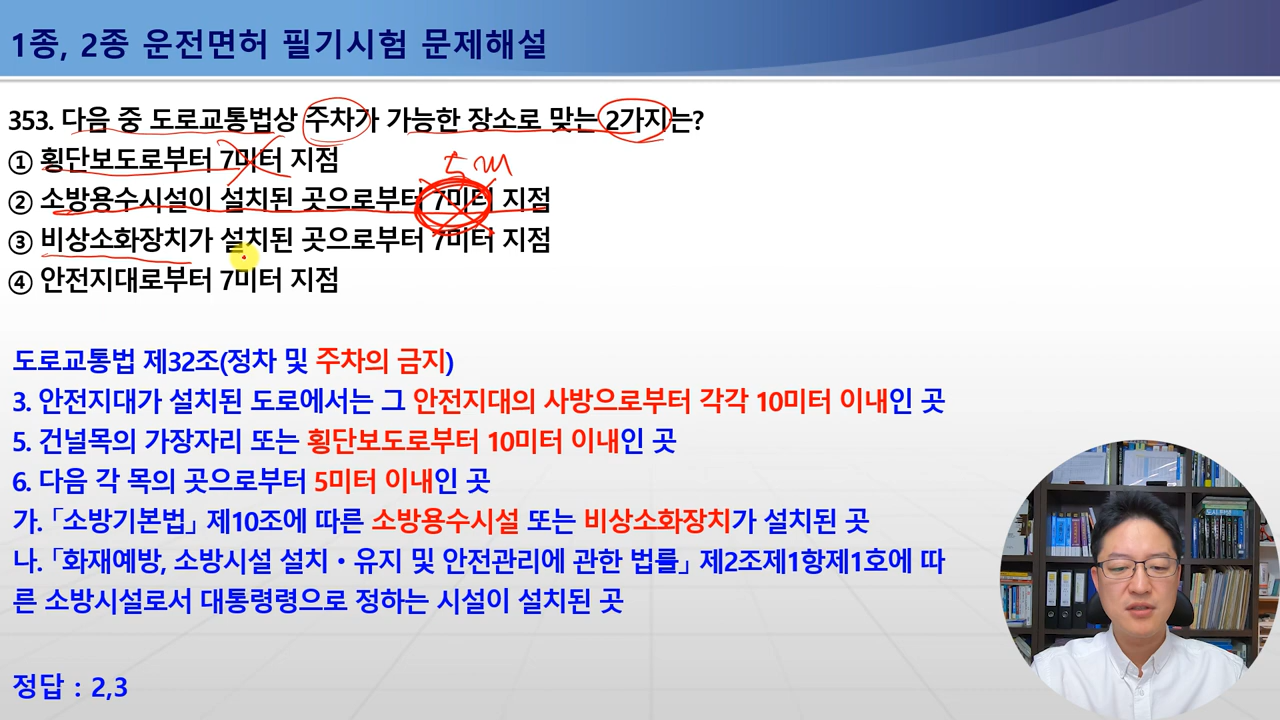 1종, 2종 운전면허 필기시험 문제해설
353. 다음 중 도로교통법상 주차가 가능한 장소로 맞는 2가지는?
① 횡단보도로부터 7미터 지점
5m
② 소방용수시설이 설치된 곳으로부터 7미터 지점
③ 비상소화장치가 설치된 곳으로부터 7미터 지점
④ 안전지대로부터 7미터 지점
도로교통법 제32조(정차 및 주차의 금지)
3. 안전지대가 설치된 도로에서는 그 안전지대의 사방으로부터 각각 10미터 이내인 곳
5. 건널목의 가장자리 또는 횡단보도로부터 10미터 이내인 곳
6. 다음 각 목의 곳으로부터 5미터 이내인 곳
가. 「소방기본법」 제10조에 따른 소방용수시설 또는 비상소화장치가 설치된 곳
나. 「화재예방, 소방시설 설치・유지 및 안전관리에 관한 법률」 제2조제1항제1호에 따
른 소방시설로서 대통령령으로 정하는 시설이 설치된 곳
정답 : 2,3